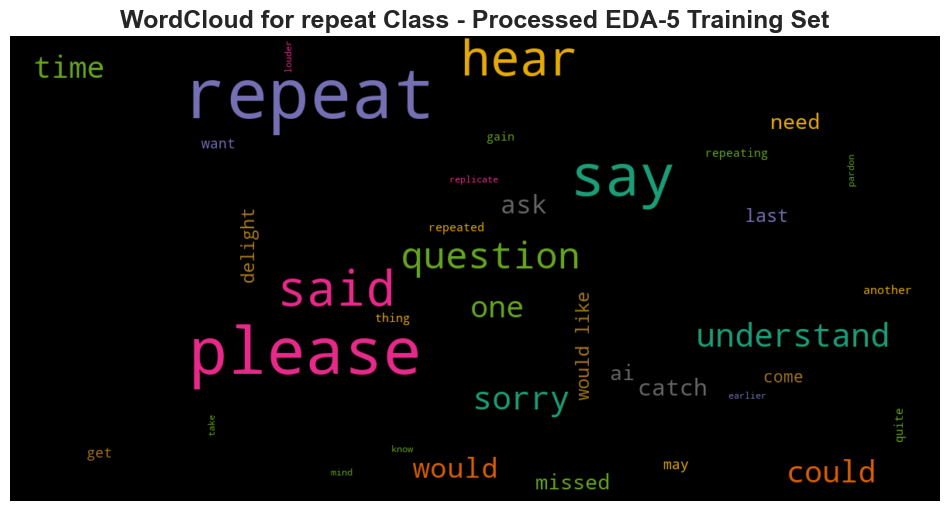 WordCloud for repeat Class - Processed EDA-5 Training Set
louder
hear
time
repeat
need
gain
want
repeating
pardon
say
replicate
ask
last
repeated
delight
question
said
one
another
thing
would like
understand
please
ai
catch
come
sorry
earlier
take
quite
know
get
would
may
could
mind
missed